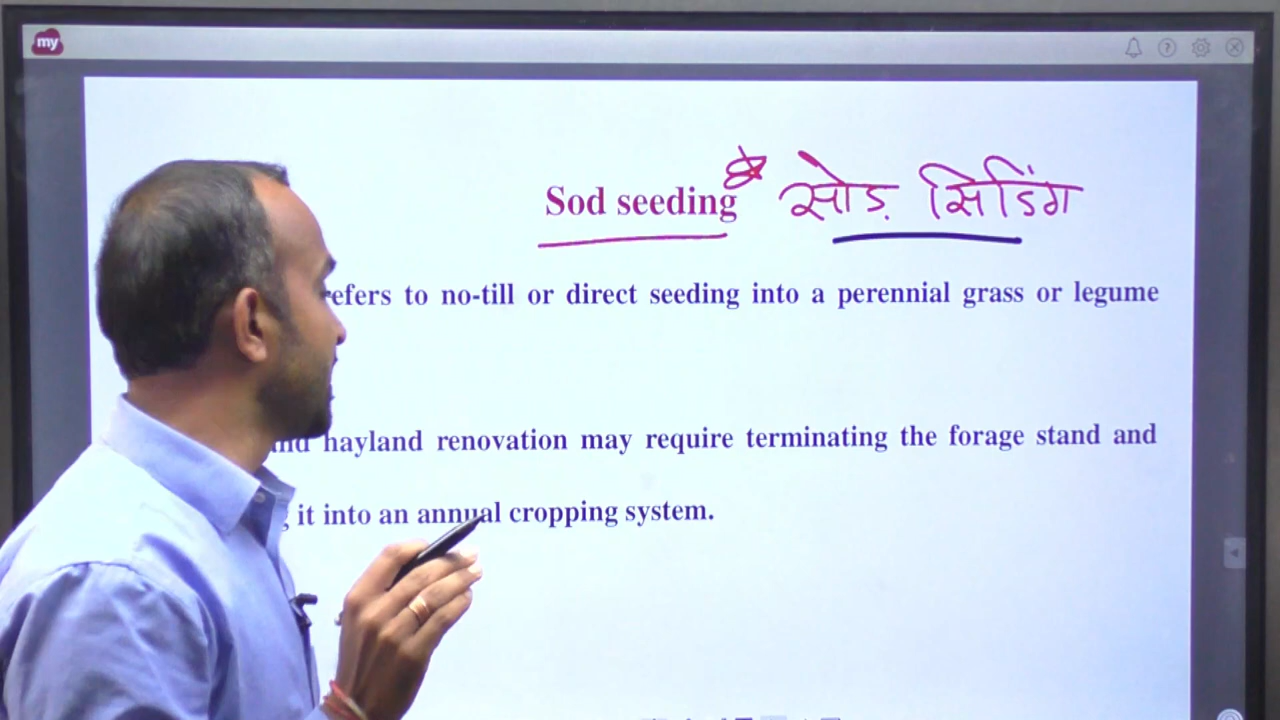 my
Sod seeding सोड़ सिडिंग
refers to no-till or direct seeding into a perennial grass or legume
hayland renovation may require terminating the forage stand and
it into an annual cropping system.